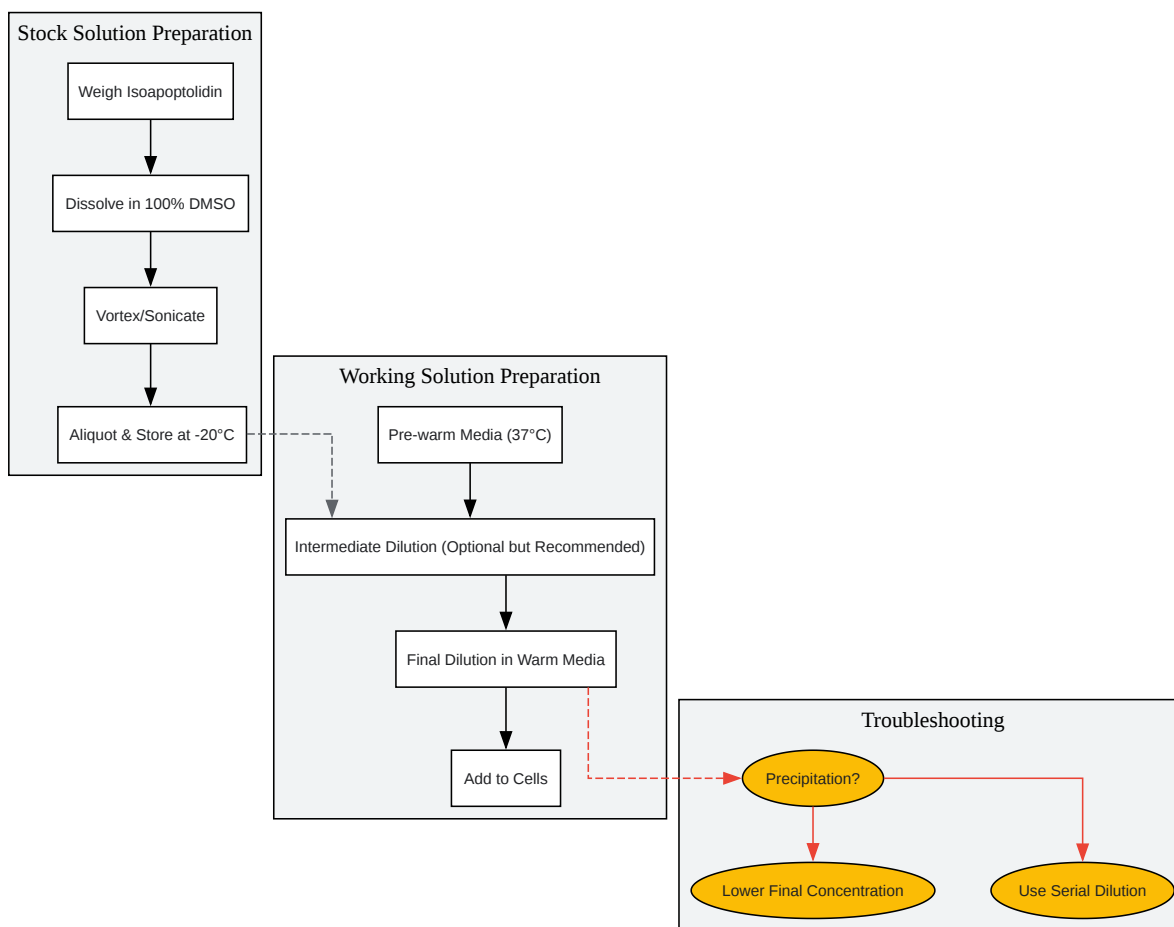 Stock Solution Preparation
Weigh Isoapoptolidin
Dissolve in 100% DMSO
Vortex/Sonicate
Aliquot & Store at -20°C
Working Solution Preparation
Pre-warm Media (37°C)
Intermediate Dilution (Optional but Recommended)
Final Dilution in Warm Media
Add to Cells
Troubleshooting
Precipitation?
Lower Final Concentration
Use Serial Dilution